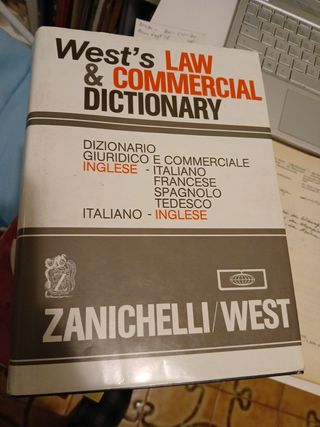 West's LAW
& COMMERCIAL
DICTIONARY
DIZIONARIO
GIURIDICO E COMMERCIALE
INGLESE - ITALIANO
FRANCESE
SPAGNOLO
TEDESCO
ITALIANO - INGLESE
Z
ZANICHELLI/WEST